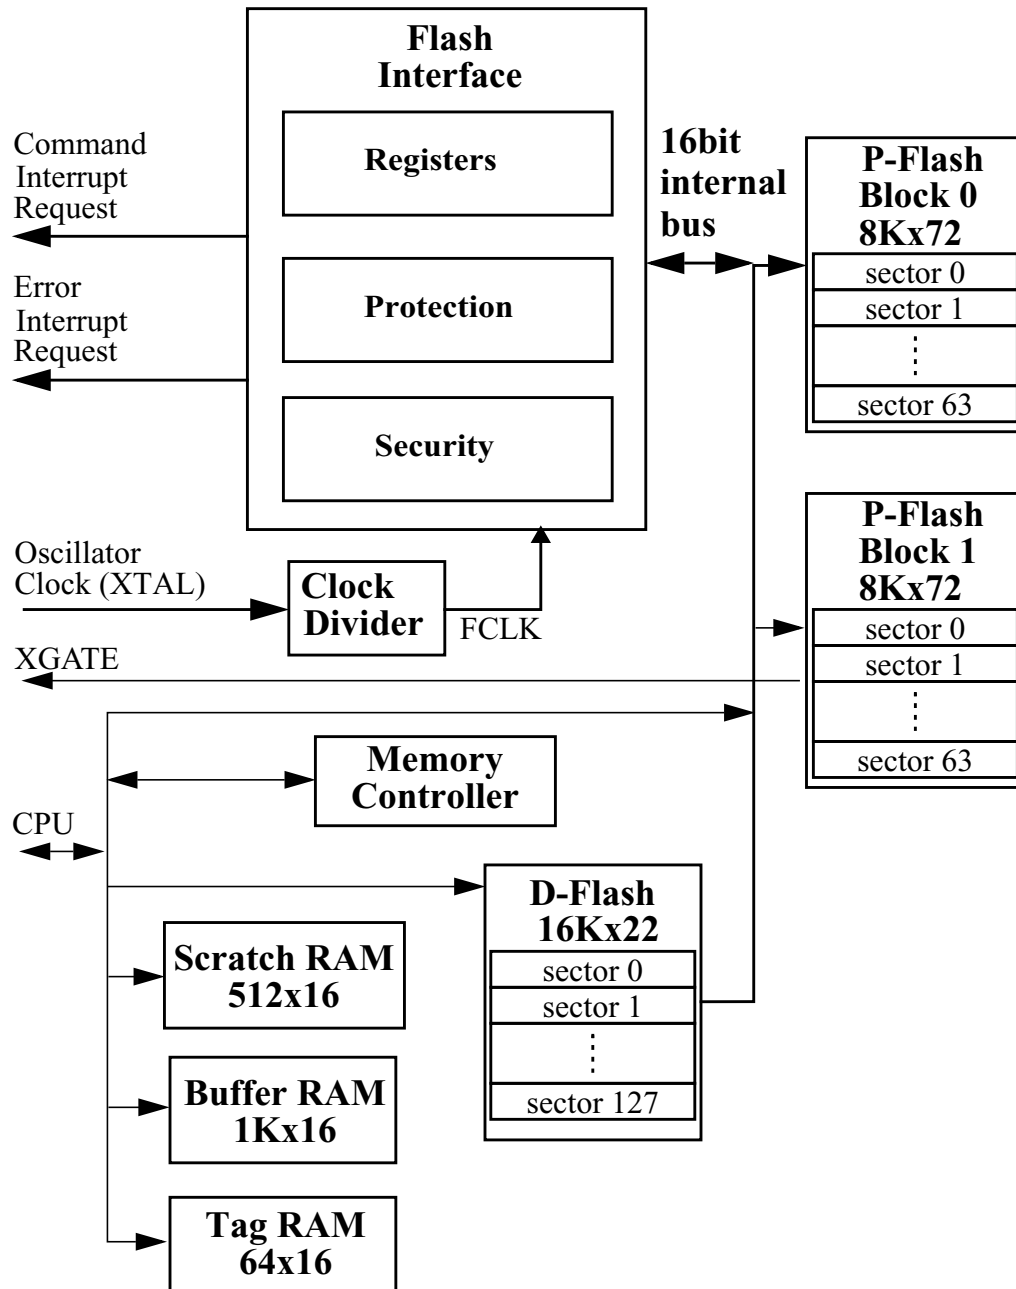 Flash
Interface
Registers
Protection
Security
Command
Interrupt
Request
Error
Interrupt
Request
16bit
internal
bus
P-Flash
Block 0
8Kx72
sector 0
sector 1
sector 63
Oscillator
Clock (XTAL)
Clock
Divider
FCLK
XGATE
P-Flash
Block 1
8Kx72
sector 0
sector 1
sector 63
Memory
Controller
CPU
D-Flash
16Kx22
sector 0
sector 1
sector 127
Scratch RAM
512x16
Buffer RAM
1Kx16
Tag RAM
64x16